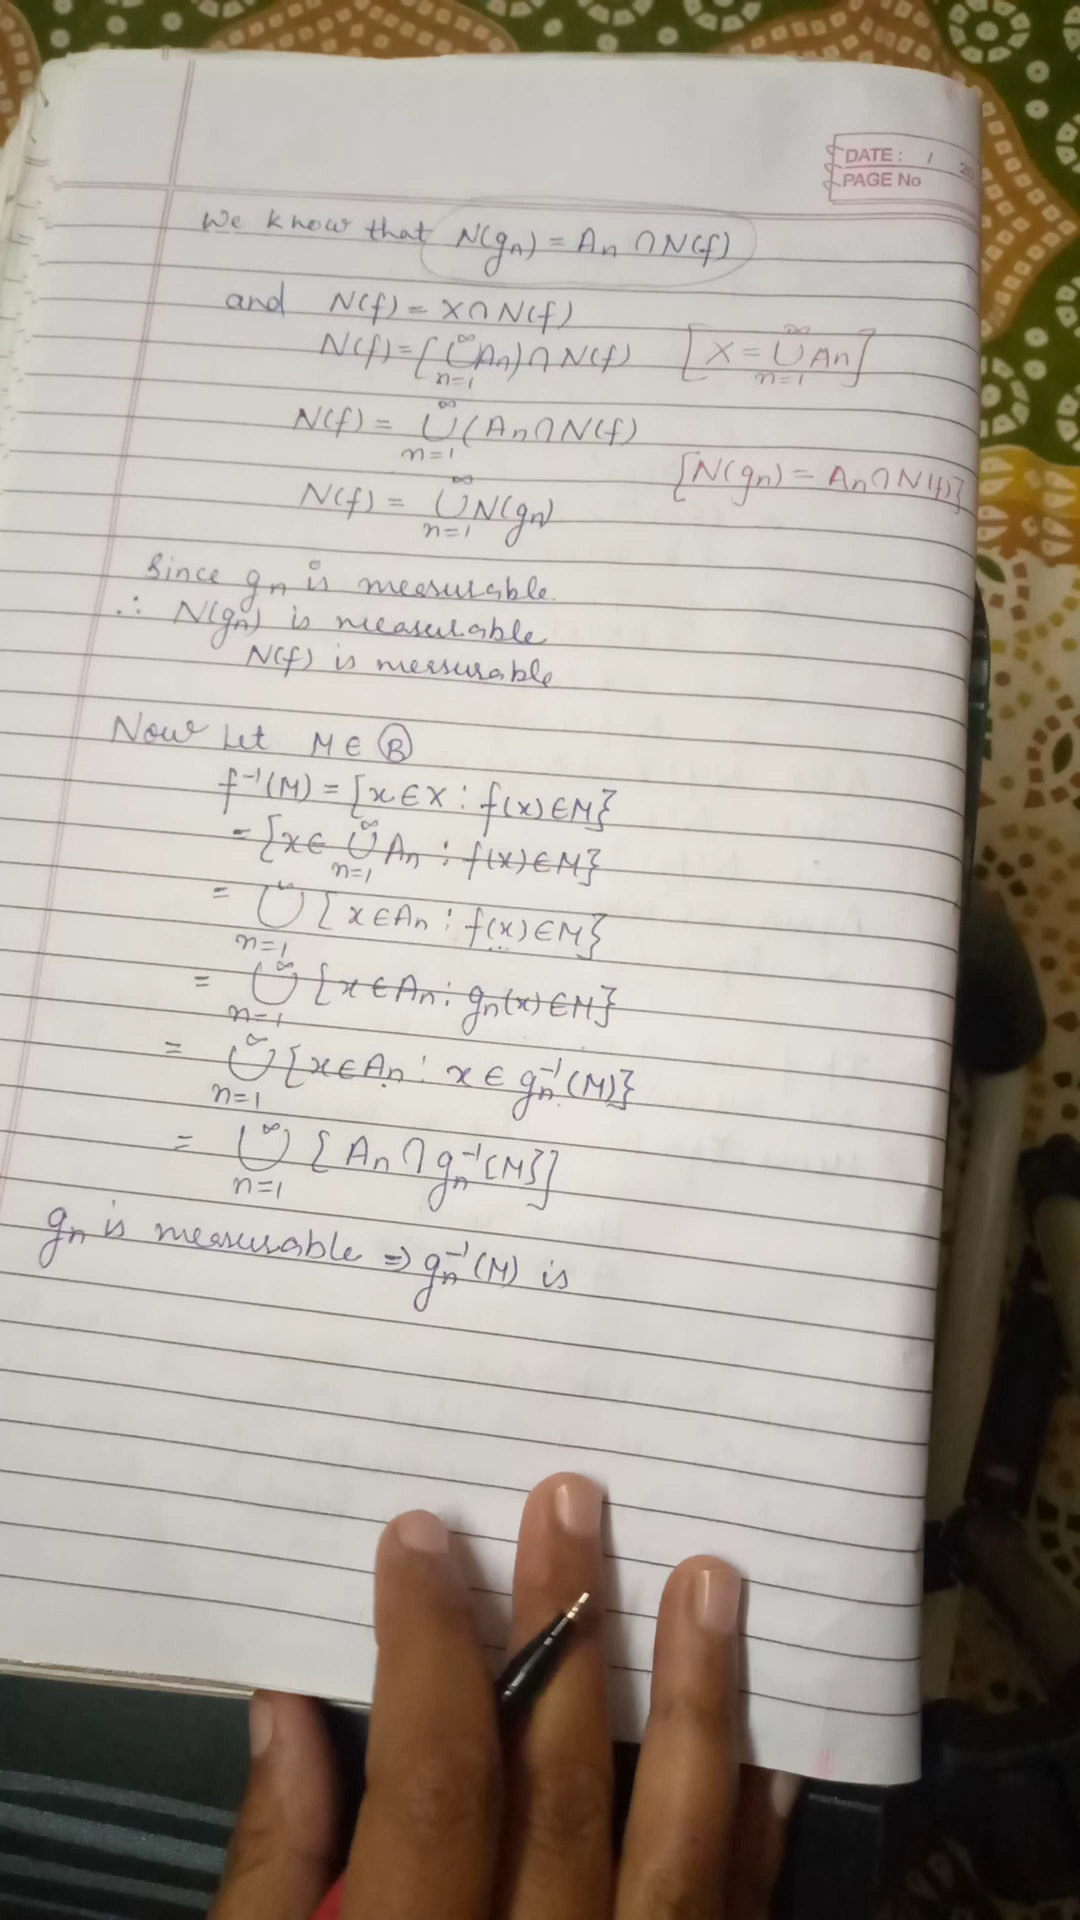 DATE: / 20
PAGE No
We know that N(gₙ) = Aₙ ∩ N(f)
and N(f) = X ∩ N(f)
N(f) = [∞∪n=1 Aₙ) ∩ N(f) [X = ∞∪n=1 Aₙ]
N(f) = ∞∪n=1 (Aₙ ∩ N(f)
[N(gₙ) = Aₙ ∩ N(f)}
N(f) = ∞∪n=1 N(gₙ)
Since gₙ is measurable.
∴ N(gₙ) is measurable
N(f) is measurable
Now Let M ∈ Ⓑ
f⁻¹(M) = [x ∈ X : f(x) ∈ M}
= {x ∈ ∞∪n=1 Aₙ : f(x) ∈ M}
= ∪n=1 [x ∈ Aₙ : f(x) ∈ M}
= ∞∪n=1 {x ∈ Aₙ : gₙ(x) ∈ M}
= ∞∪n=1 {x ∈ Aₙ : x ∈ gₙ⁻¹(M)}
= ∞∪n=1 [Aₙ ∩ gₙ⁻¹(M}]
gₙ is measurable ⇒ gₙ⁻¹(M) is